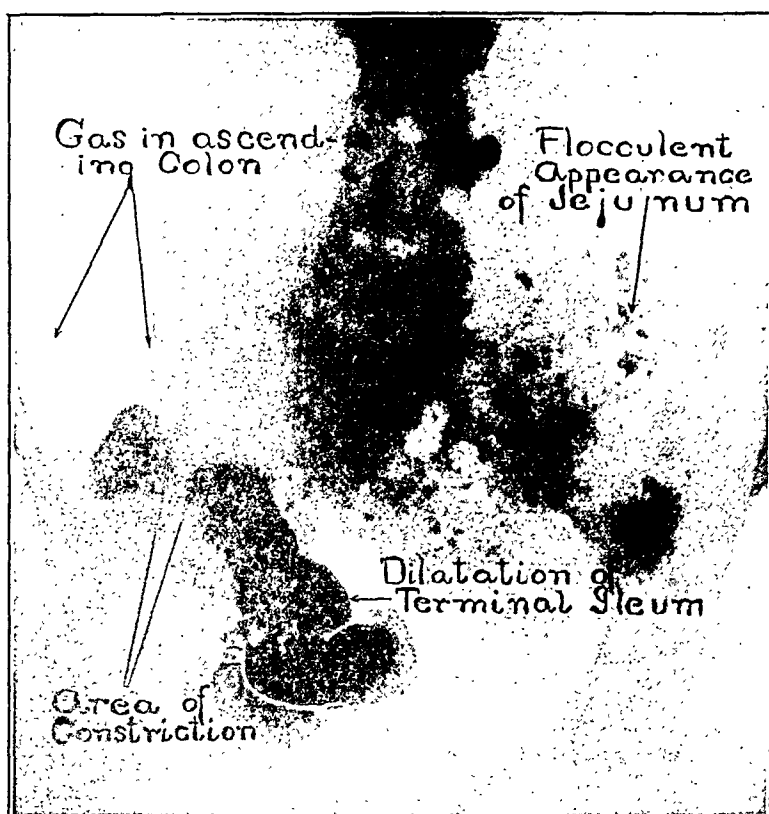 Gas in ascend-
ing Colon
Flocculent
Appearance
of Jejunum
Dilatation of
Terminal Ileum
Area of
Constriction